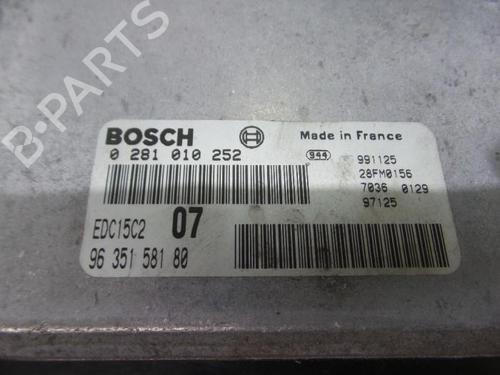 B-PARTS
BOSCH Made in France
0 281 010 252 944 991125
28FM0156
7036 0129
97125
EDC15C2 07
96 351 581 80